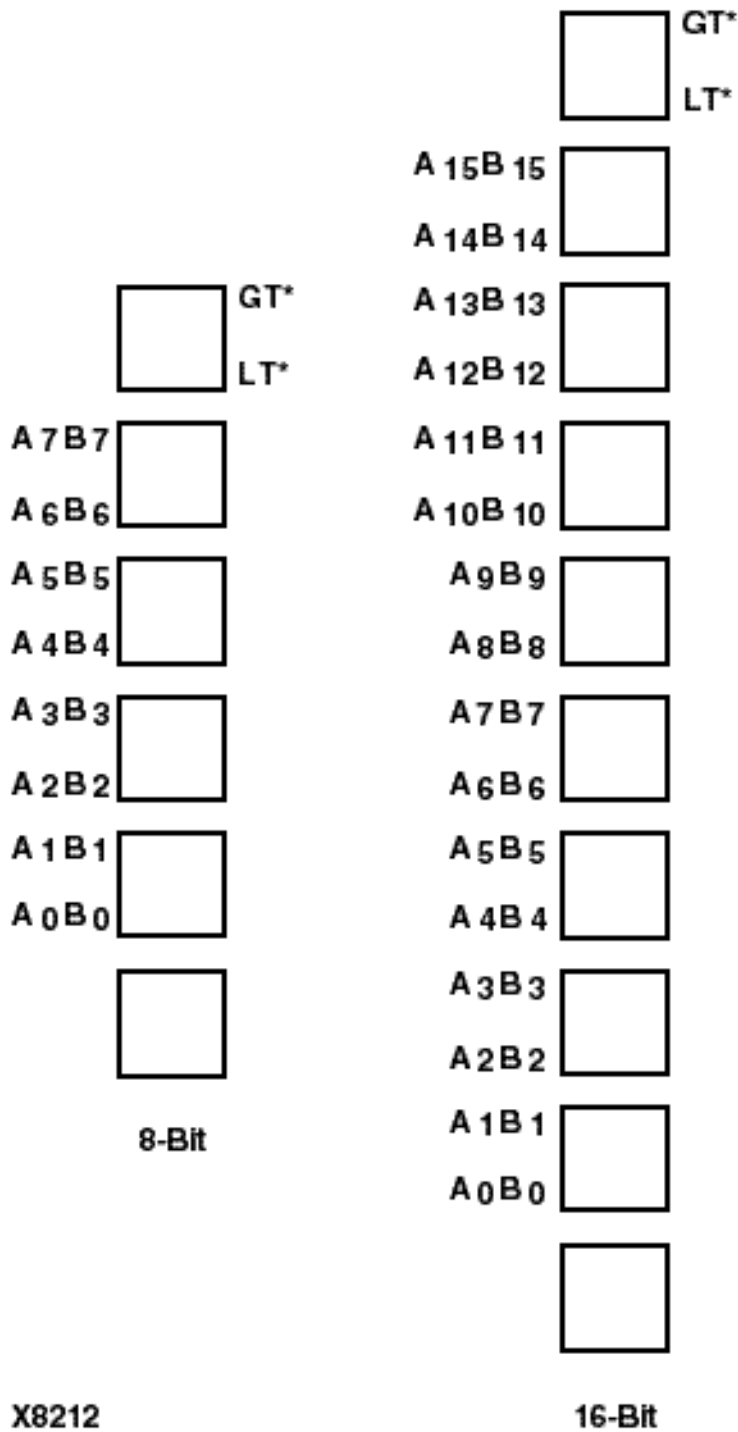 GT*
LT*
A15B15
A14B14
GT*
A13B13
LT*
A12B12
A7B7
A11B11
A6B6
A10B10
A5B5
A9B9
A4B4
A8B8
A3B3
A7B7
A2B2
A6B6
A1B1
A5B5
A0B0
A4B4
A3B3
A2B2
8-Bit
A1B1
A0B0
X8212
16-Bit